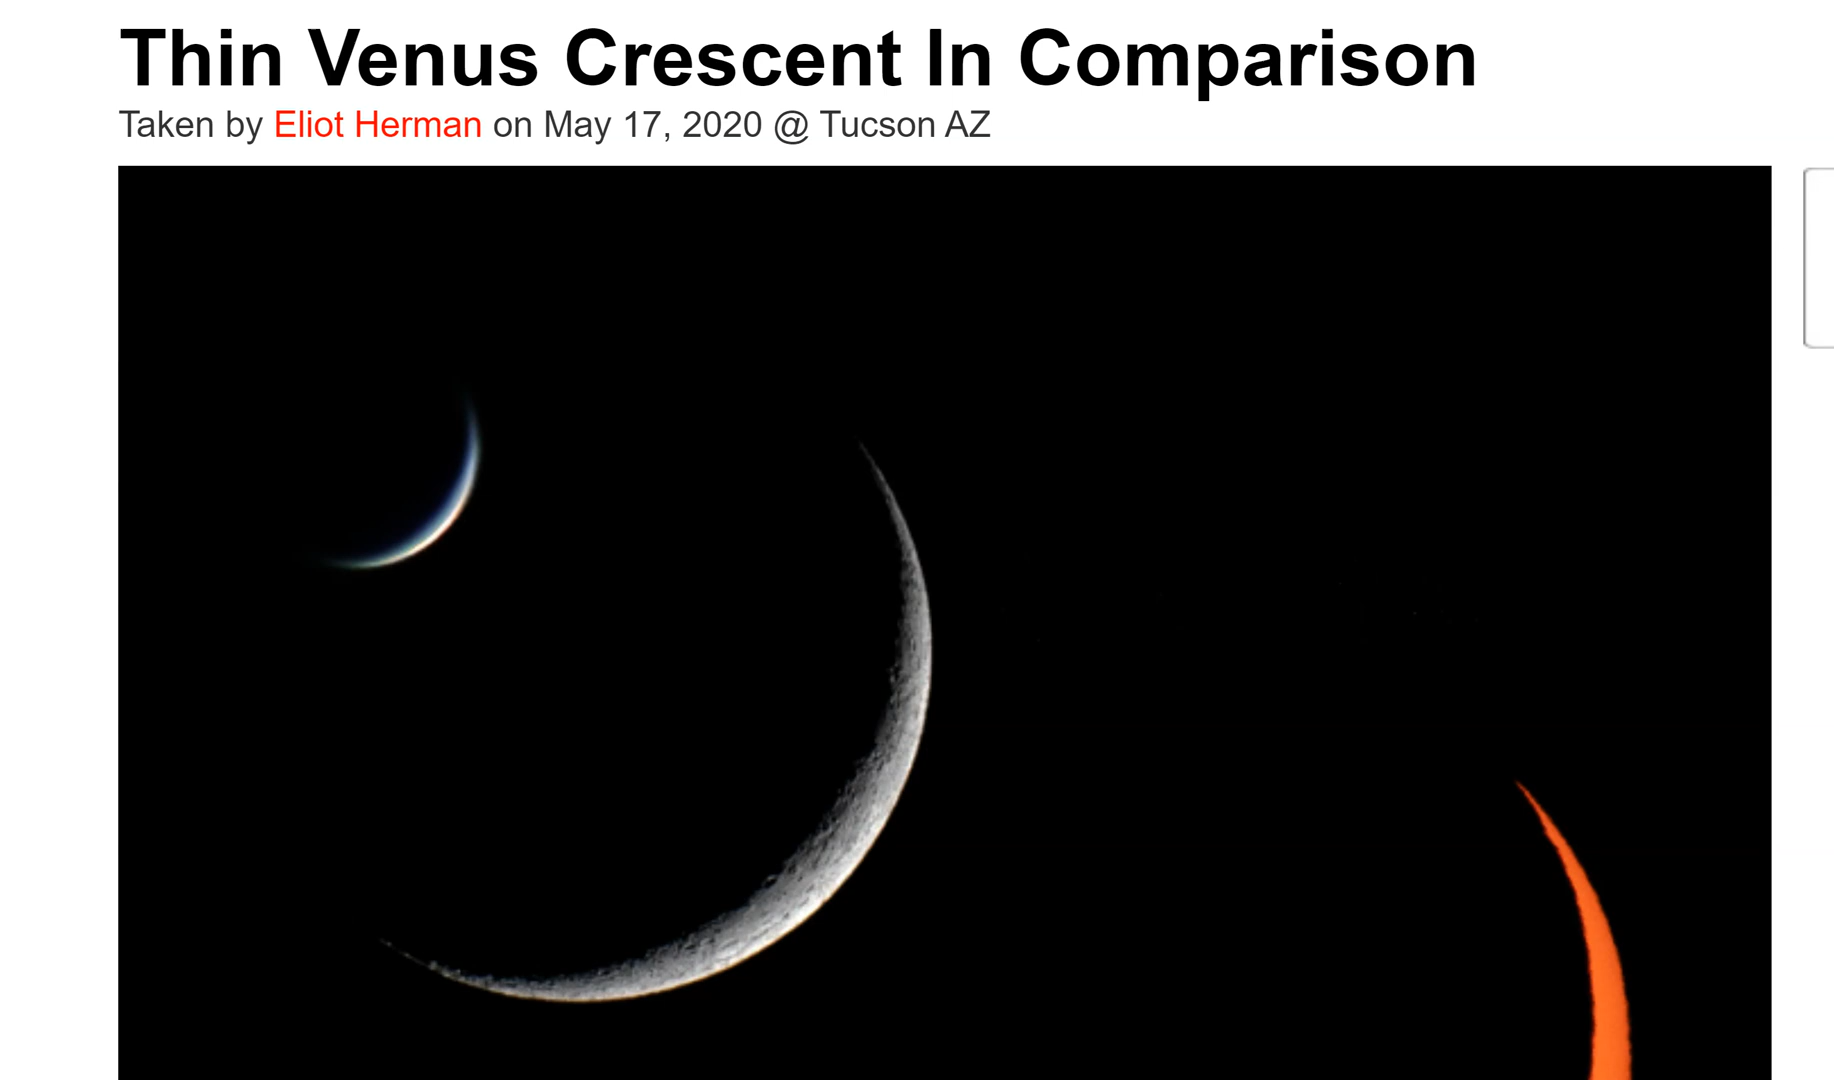 Thin Venus Crescent In Comparison
Taken by Eliot Herman on May 17, 2020 @ Tucson AZ